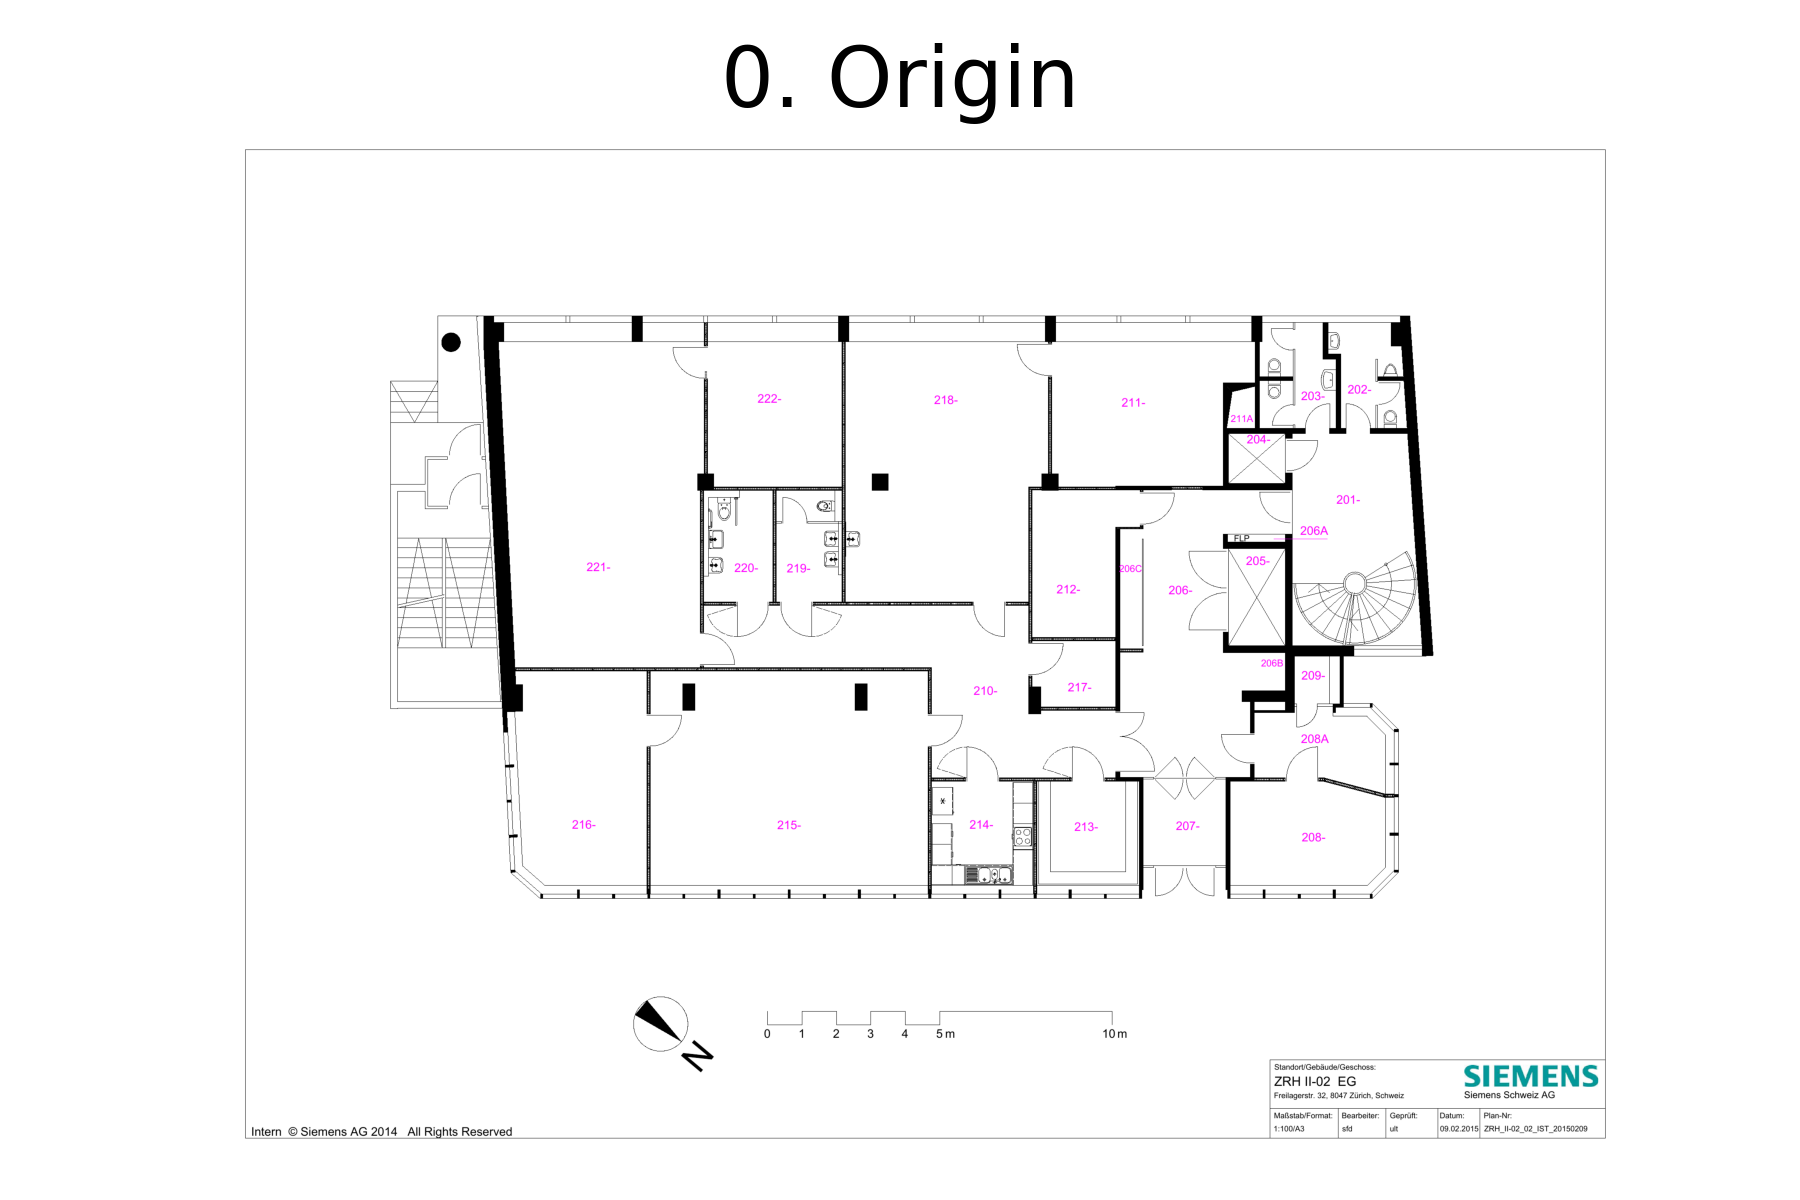 0. Origin
222-
218-
211-
211A
203-
202-
204-
201-
206A
FLP
205-
221-
220-
219-
206C
212-
206-
206B
209-
217-
210-
208A
216-
215-
214-
213-
207-
208-
N
0 1 2 3 4 5 m 10 m
Standort/Gebäude/Geschoss:
ZRH II-02 EG
Freilagerstr. 32, 8047 Zürich, Schweiz
SIEMENS
Siemens Schweiz AG
Maßstab/Format: Bearbeiter: Geprüft: Datum: Plan-Nr:
1:100/A3 sfd ult 09.02.2015 ZRH_II-02_02_IST_20150209
Intern © Siemens AG 2014 All Rights Reserved